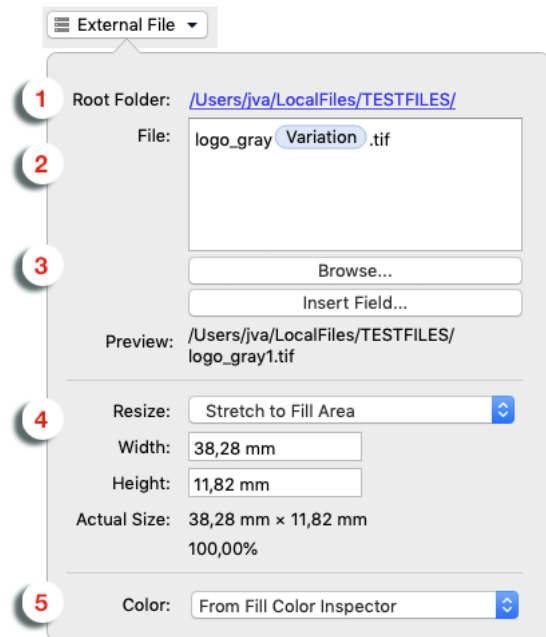 External File
1 Root Folder: /Users/jva/LocalFiles/TESTFILES/
2 File: logo_gray Variation .tif
3 Browse...
Insert Field...
Preview: /Users/jva/LocalFiles/TESTFILES/
logo_gray1.tif
4 Resize: Stretch to Fill Area
Width: 38,28 mm
Height: 11,82 mm
Actual Size: 38,28 mm × 11,82 mm
100,00%
5 Color: From Fill Color Inspector